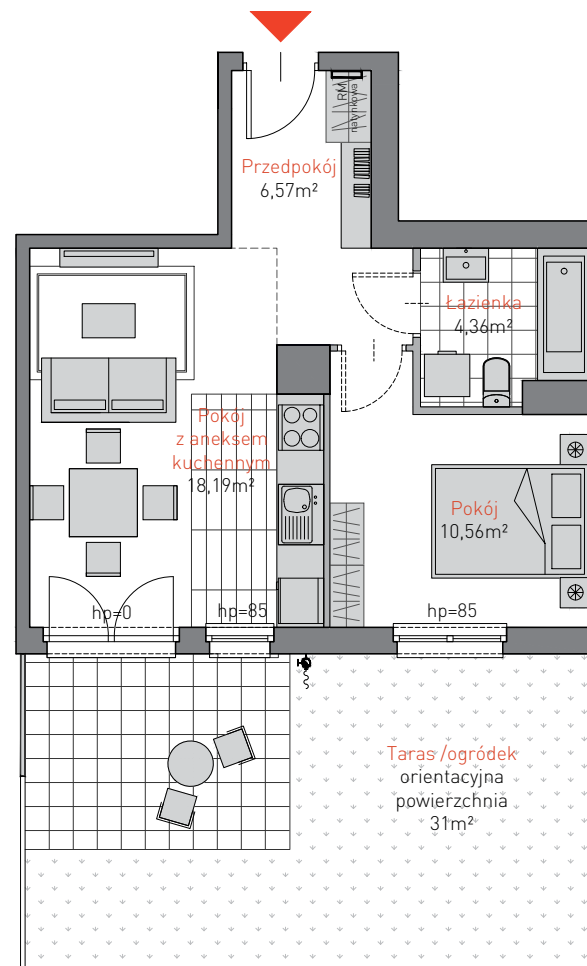 RM
natynkowa
Przedpokój
6,57m²
Łazienka
4,36m²
Pokój
z aneksem
kuchennym
18,19m²
Pokój
10,56m²
hp=0
hp=85
hp=85
Taras /ogródek
orientacyjna
powierzchnia
31m²